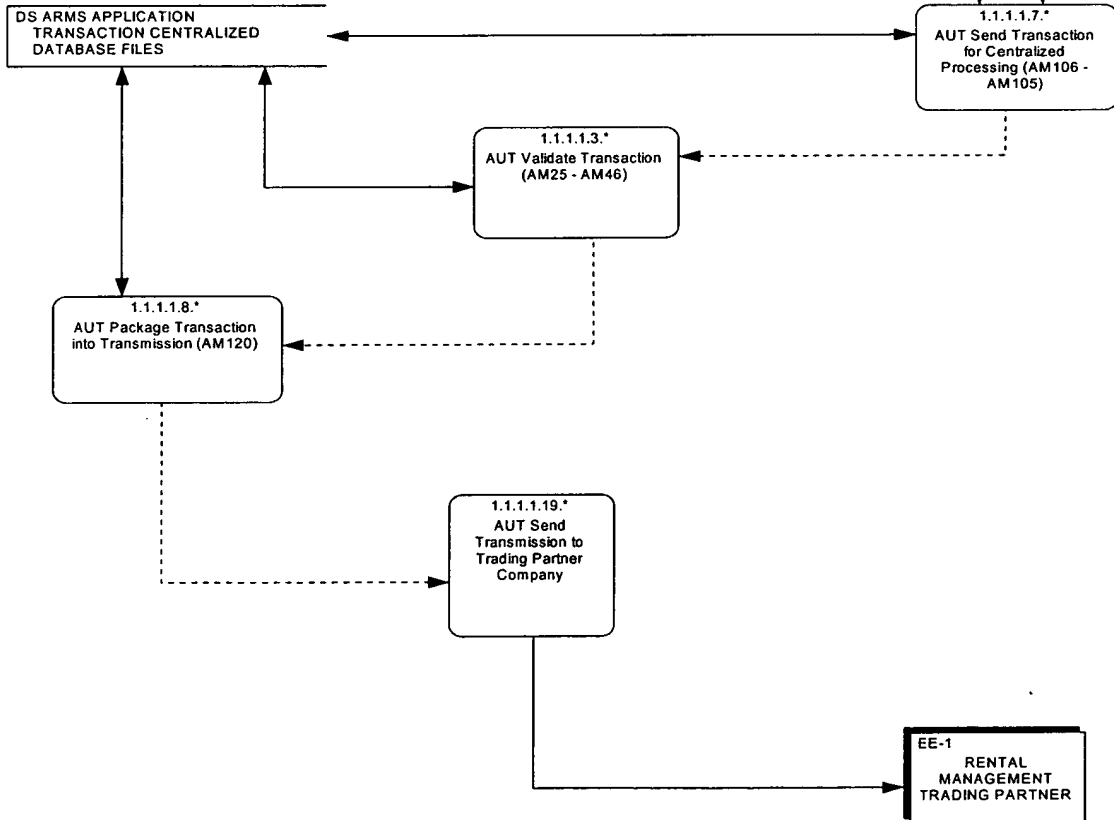 DS ARMS APPLICATION
TRANSACTION CENTRALIZED
DATABASE FILES
1.1.1.1.7.*
AUT Send Transaction
for Centralized
Processing (AM106 -
AM105)
1.1.1.1.3.*
AUT Validate Transaction
(AM25 - AM46)
1.1.1.1.8.*
AUT Package Transaction
into Transmission (AM120)
1.1.1.1.19.*
AUT Send
Transmission to
Trading Partner
Company
EE-1
RENTAL
MANAGEMENT
TRADING PARTNER